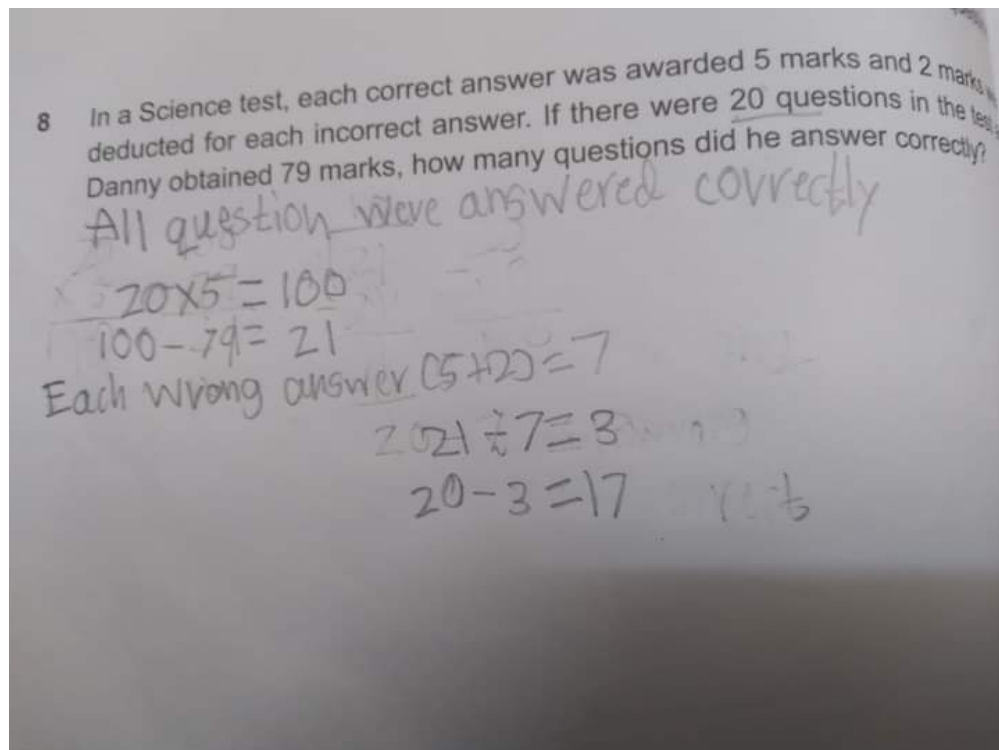 8 In a Science test, each correct answer was awarded 5 marks and 2 marks
deducted for each incorrect answer. If there were 20 questions in the test,
Danny obtained 79 marks, how many questions did he answer correctly?
All question were answered correctly
20×5=100
100-79=21
Each wrong answer (5+2)=7
21÷7=3
20-3=17